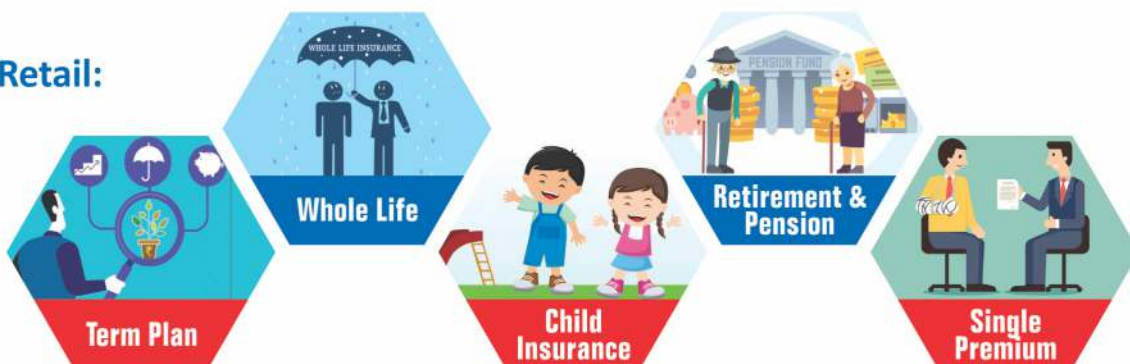 Retail:
WHOLE LIFE INSURANCE
Whole Life
PENSION FUND
Retirement &
Pension
Term Plan
Child
Insurance
Single
Premium